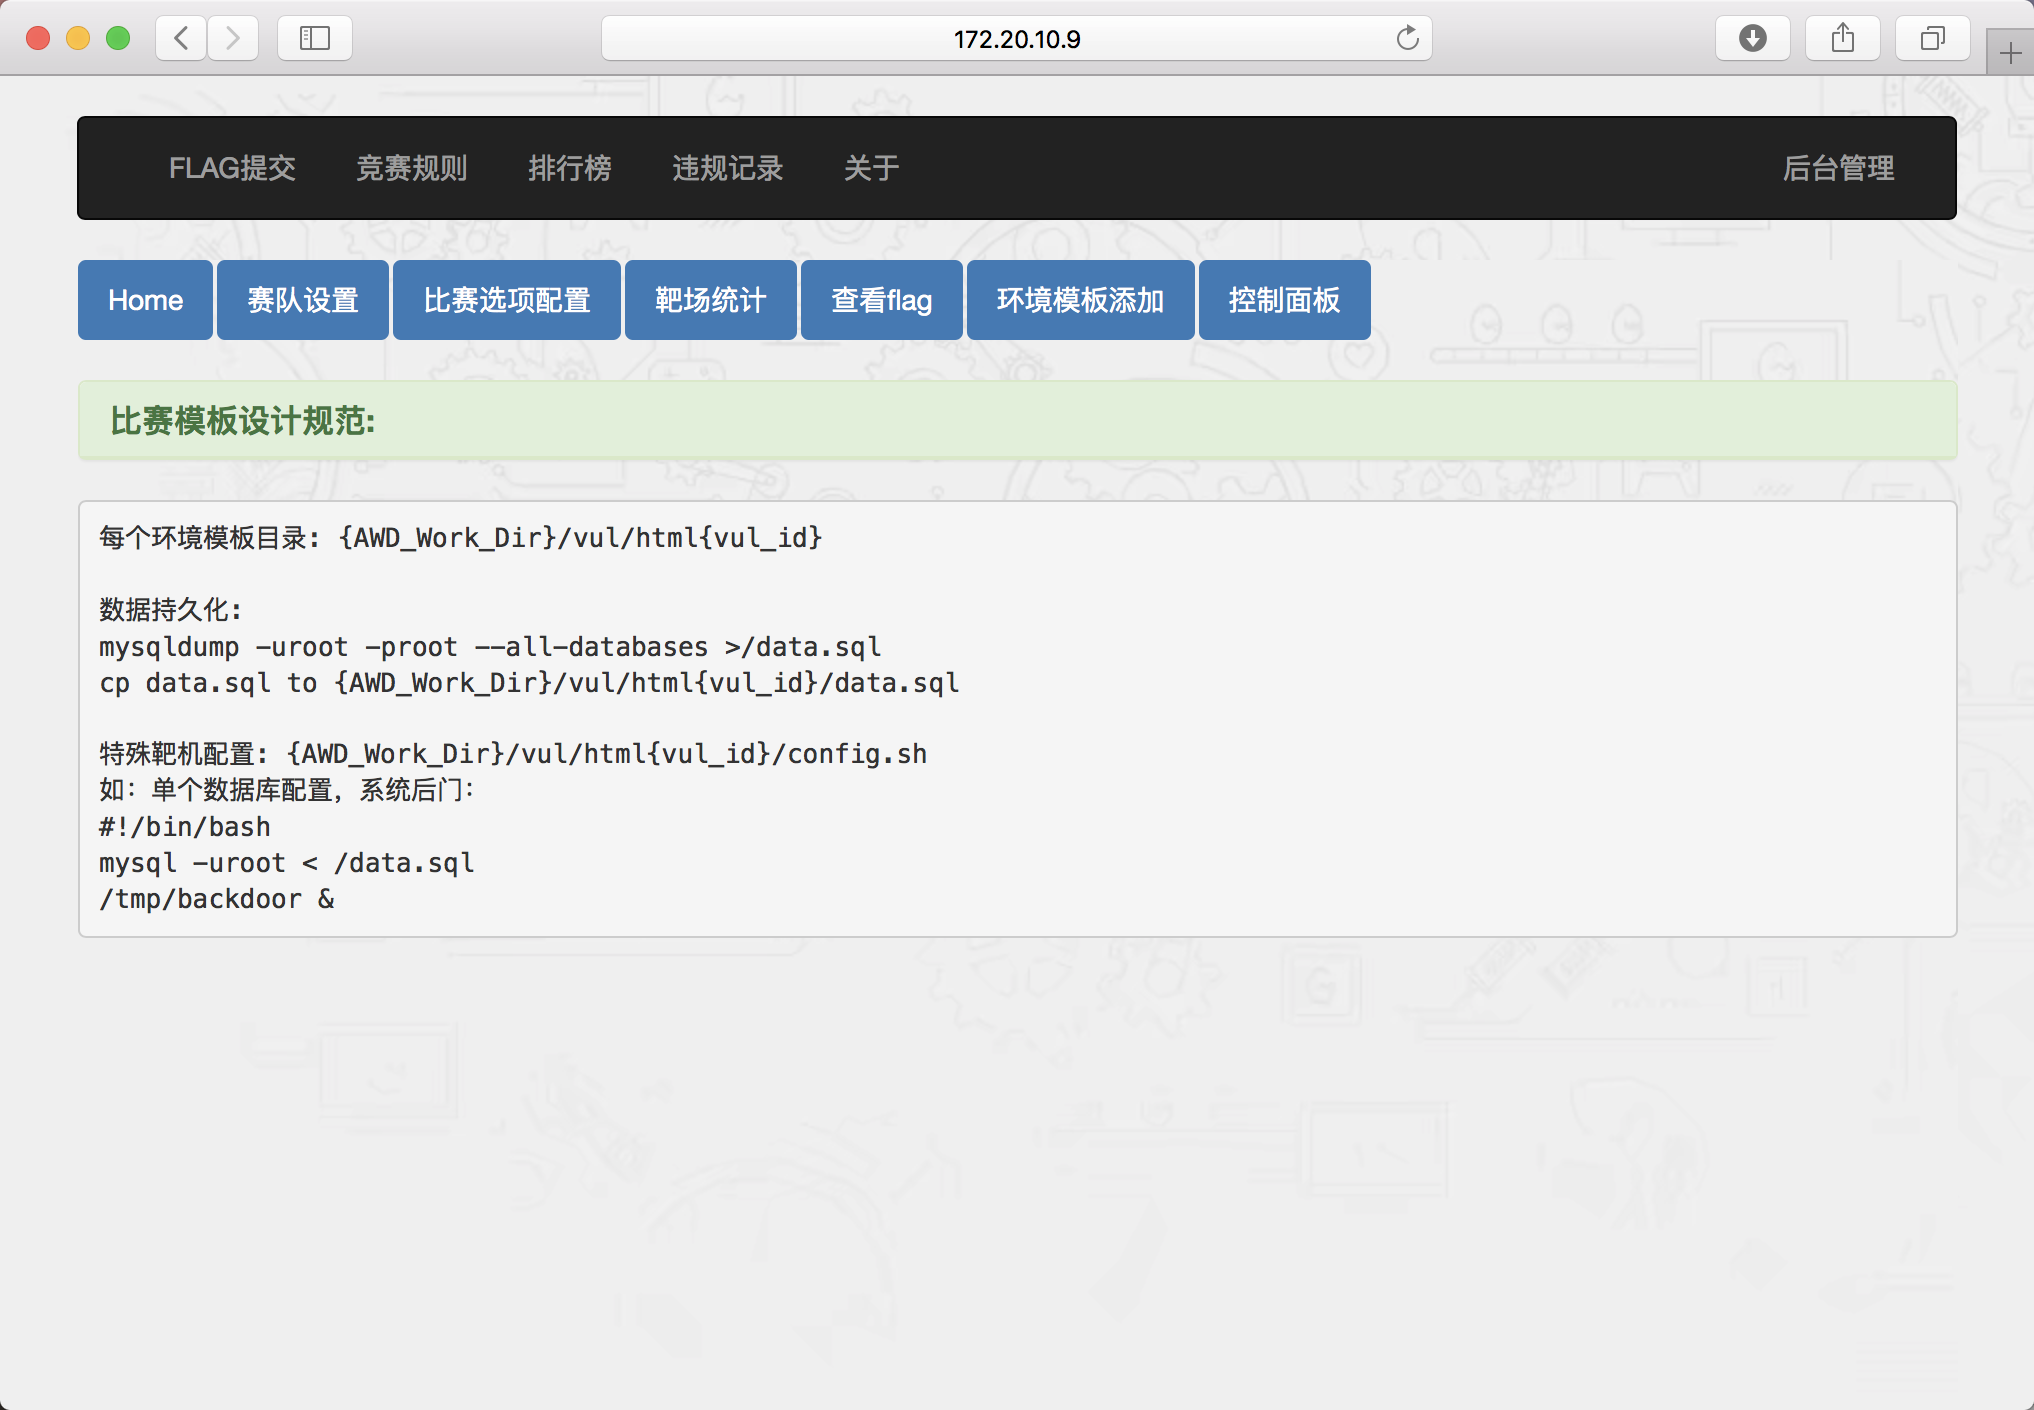 172.20.10.9
FLAG提交 竞赛规则 排行榜 违规记录 关于 后台管理
Home 赛队设置 比赛选项配置 靶场统计 查看flag 环境模板添加 控制面板
比赛模板设计规范:
每个环境模板目录: {AWD_Work_Dir}/vul/html{vul_id}
数据持久化:
mysqldump -uroot -proot --all-databases >/data.sql
cp data.sql to {AWD_Work_Dir}/vul/html{vul_id}/data.sql
特殊靶机配置: {AWD_Work_Dir}/vul/html{vul_id}/config.sh
如：单个数据库配置，系统后门：
#!/bin/bash
mysql -uroot < /data.sql
/tmp/backdoor &